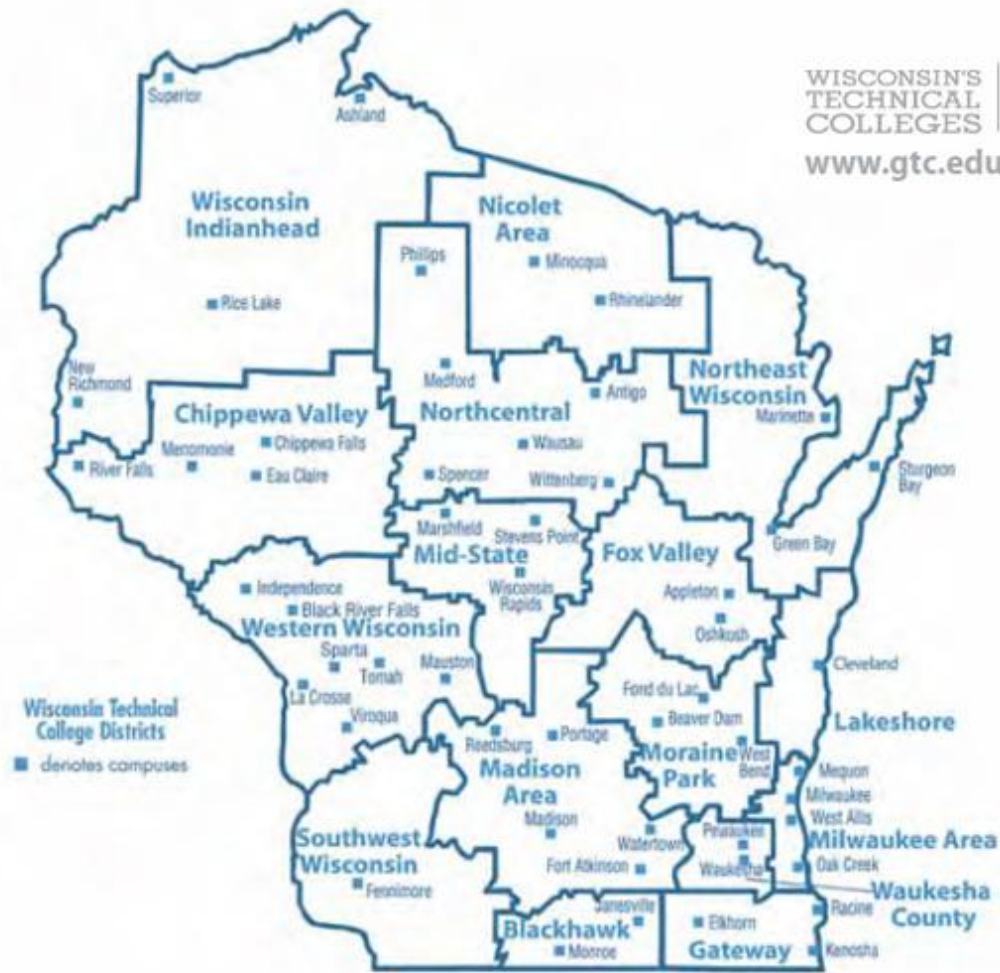 WISCONSIN'S
TECHNICAL
COLLEGES
www.gtc.edu
Superior
Ashland
Wisconsin
Indianhead
Nicolet
Area
Phillips
Minocqua
Rice Lake
Rhinelander
New
Richmond
Medford
Antigo
Northeast
Wisconsin
Chippewa Valley
Northcentral
Marinette
Menomonie
Chippewa Falls
Wausau
River Falls
Eau Claire
Spencer
Wittenberg
Sturgeon
Bay
Marshfield
Stevens Point
Mid-State
Fox Valley
Green Bay
Independence
Wisconsin
Rapids
Appleton
Black River Falls
Western Wisconsin
Oshkosh
Sparta
Tomah
Mauston
Cleveland
La Crosse
Fond du Lac
Viroqua
Beaver Dam
Lakeshore
Wisconsin Technical
College Districts
denotes campuses
Reedsburg
Portage
Moraine
Park
West
Bend
Madison
Area
Mequon
Milwaukee
Madison
West Allis
Southwest
Wisconsin
Watertown
Pewaukee
Milwaukee Area
Fort Atkinson
Waukesha
Oak Creek
Fennimore
Waukesha
County
Janesville
Racine
Blackhawk
Elkhorn
Monroe
Gateway
Kenosha